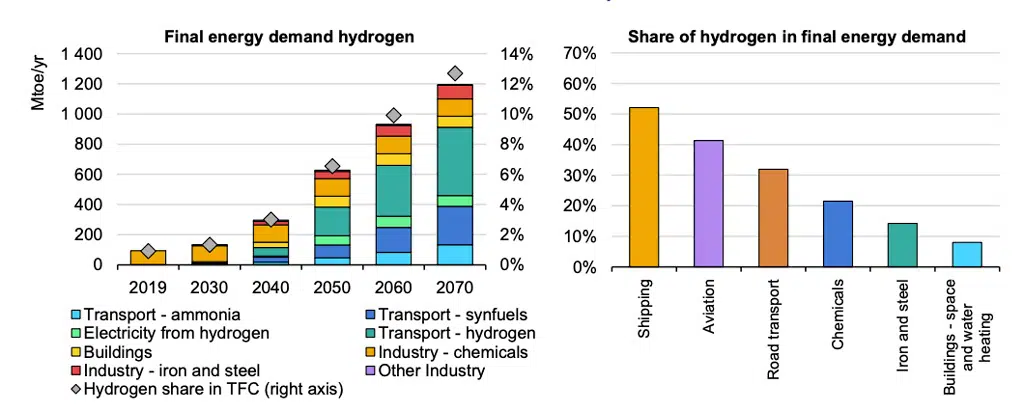 Final energy demand hydrogen
Mtoe/yr
1 400
1 200
1 000
800
600
400
200
0
14%
12%
10%
8%
6%
4%
2%
0%
2019 2030 2040 2050 2060 2070
Transport - ammonia
Transport - synfuels
Electricity from hydrogen
Transport - hydrogen
Buildings
Industry - chemicals
Industry - iron and steel
Other Industry
Hydrogen share in TFC (right axis)
Share of hydrogen in final energy demand
70%
60%
50%
40%
30%
20%
10%
0%
Shipping
Aviation
Road transport
Chemicals
Iron and steel
Buildings - space
and water
heating